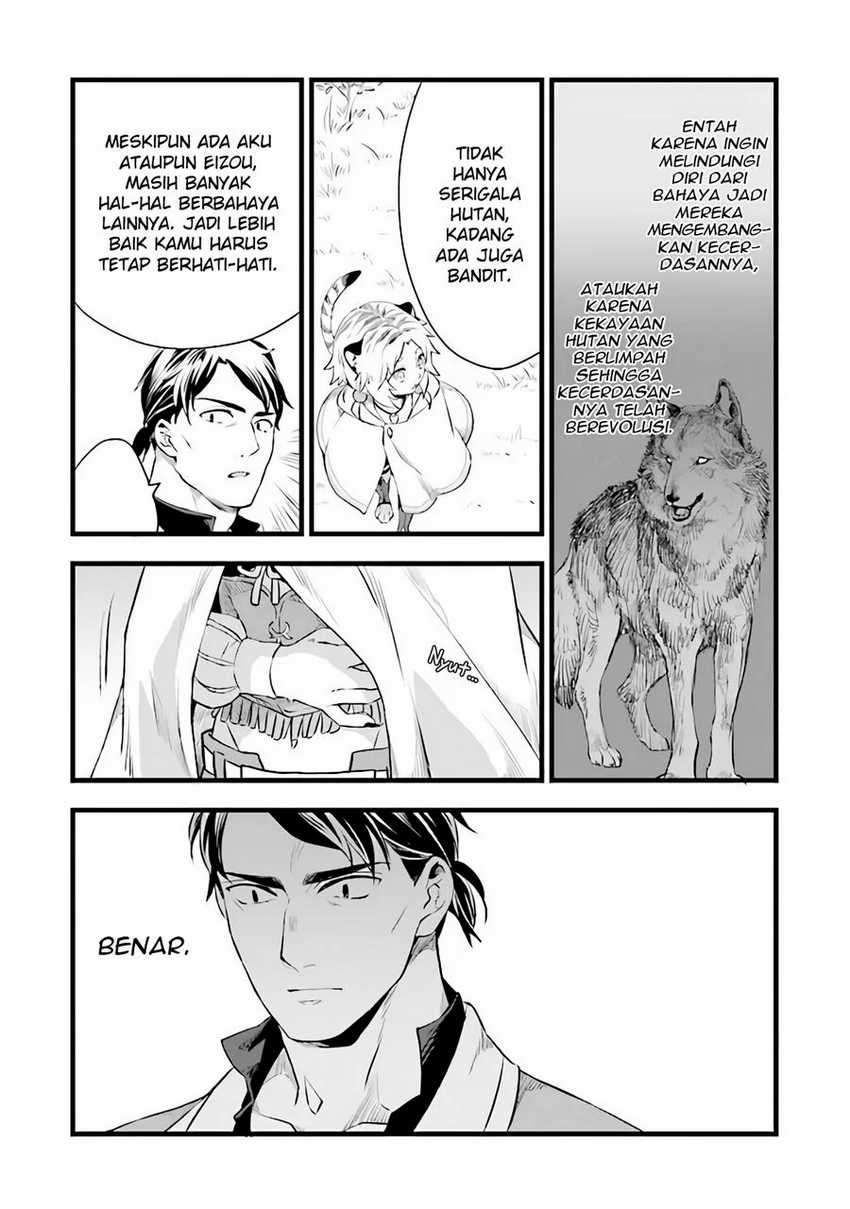 ENTAH
KARENA INGIN
MELINDUNGI
DIRI DARI
BAHAYA JADI
MEREKA
MENGEMBANG-
KAN KECER-
DASANNYA,
ATAUKAH
KARENA
KEKAYAAN
HUTAN YANG
BERLIMPAH
SEHINGGA
KECERDASAN-
NYA TELAH
BEREVOLUSI.
TIDAK
HANYA
SERIGALA
HUTAN,
KADANG
ADA JUGA
BANDIT.
MESKIPUN ADA AKU
ATAUPUN EIZOU,
MASIH BANYAK
HAL-HAL BERBAHAYA
LAINNYA. JADI LEBIH
BAIK KAMU HARUS
TETAP BERHATI-HATI.
Nyut...
BENAR.